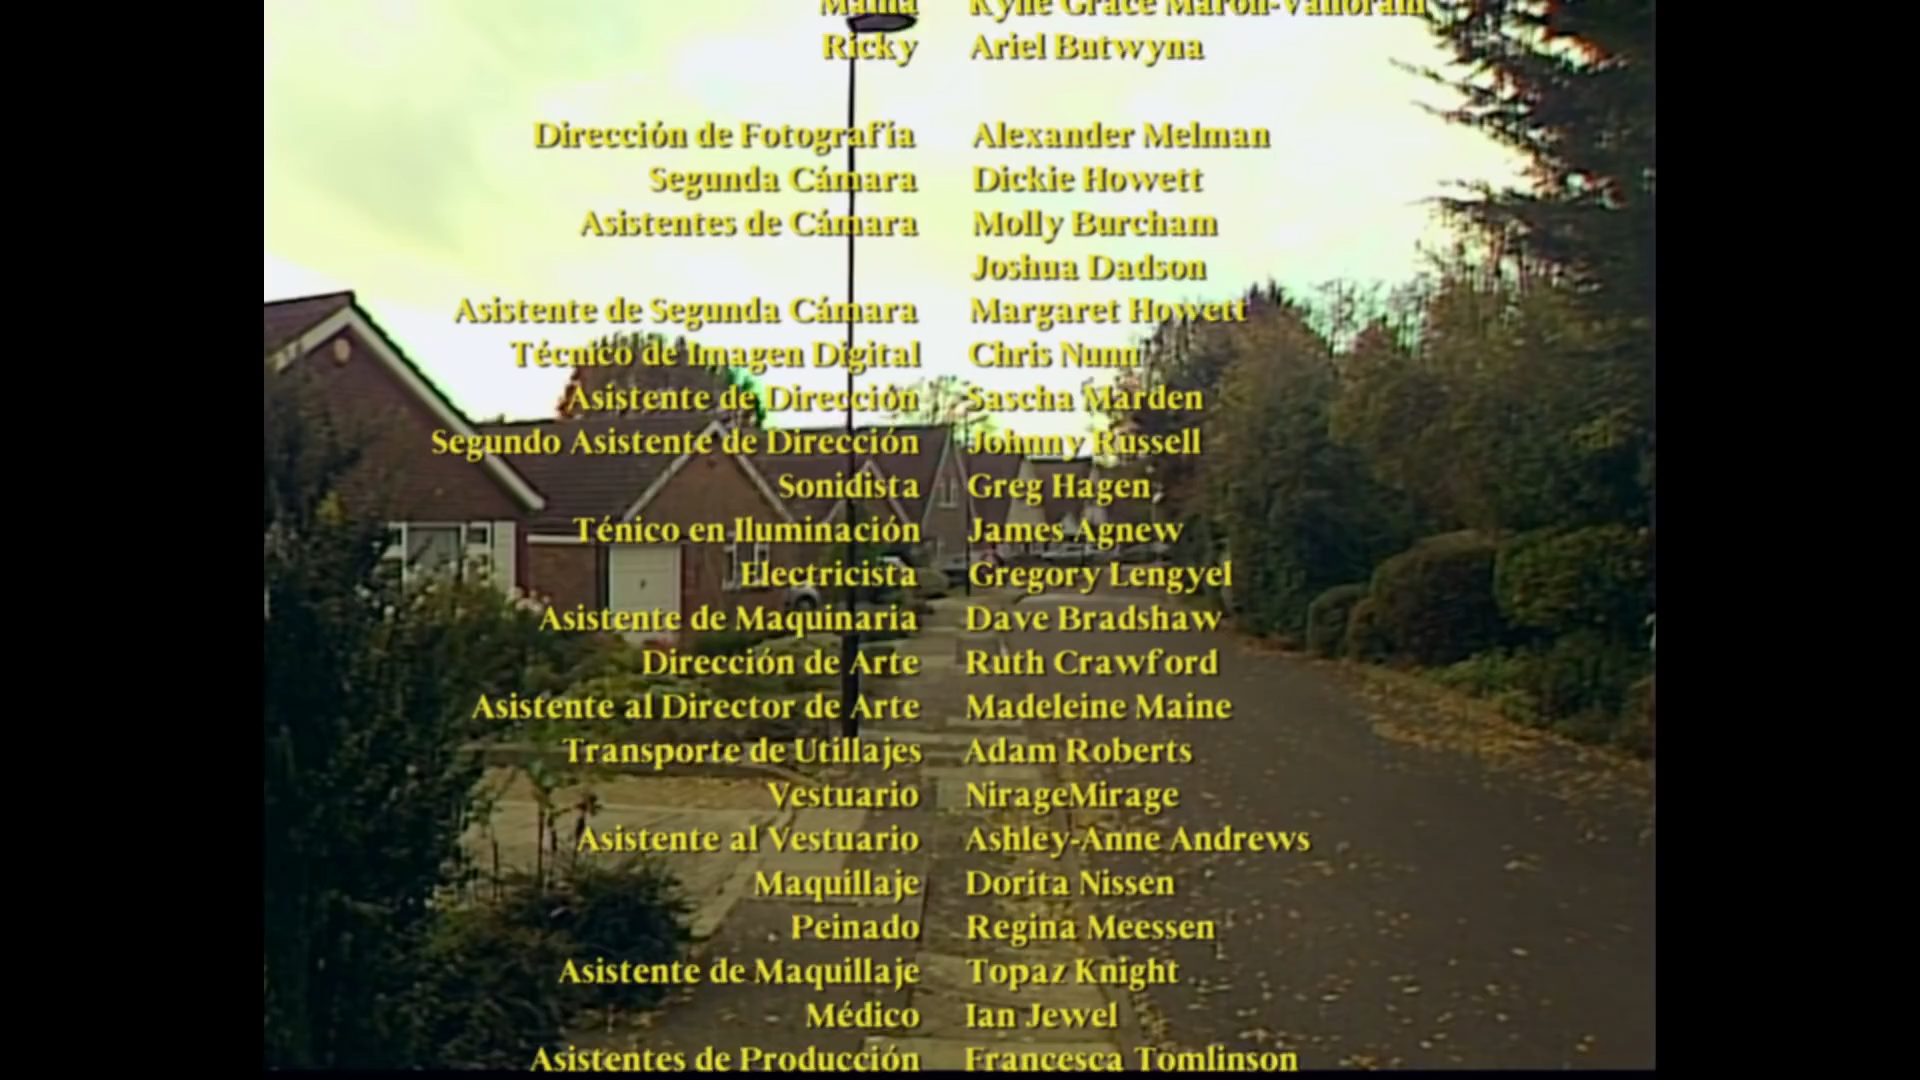 Mamá Kylie Grace
Ricky Ariel Butwyna
Dirección de Fotografía Alexander Melman
Segunda Cámara Dickie Howett
Asistentes de Cámara Molly Burcham
Joshua Dadson
Asistente de Segunda Cámara Margaret Howett
Técnico de Imagen Digital Chris Nunn
Asistente de Dirección Sascha Marden
Segundo Asistente de Dirección Johnny Russell
Sonidista Greg Hagen
Ténico en Iluminación James Agnew
Electricista Gregory Lengyel
Asistente de Maquinaria Dave Bradshaw
Dirección de Arte Ruth Crawford
Asistente al Director de Arte Madeleine Maine
Transporte de Utillajes Adam Roberts
Vestuario NirageMirage
Asistente al Vestuario Ashley-Anne Andrews
Maquillaje Dorita Nissen
Peinado Regina Meessen
Asistente de Maquillaje Topaz Knight
Médico Ian Jewel
Asistentes de Producción Francesca Tomlinson